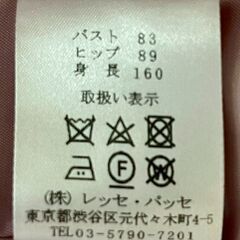 バスト 83
ヒップ 89
身長 160
取扱い表示
F W
(株) レッセ・パッセ
東京都渋谷区元代々木町4-5
TEL03-5790-7201